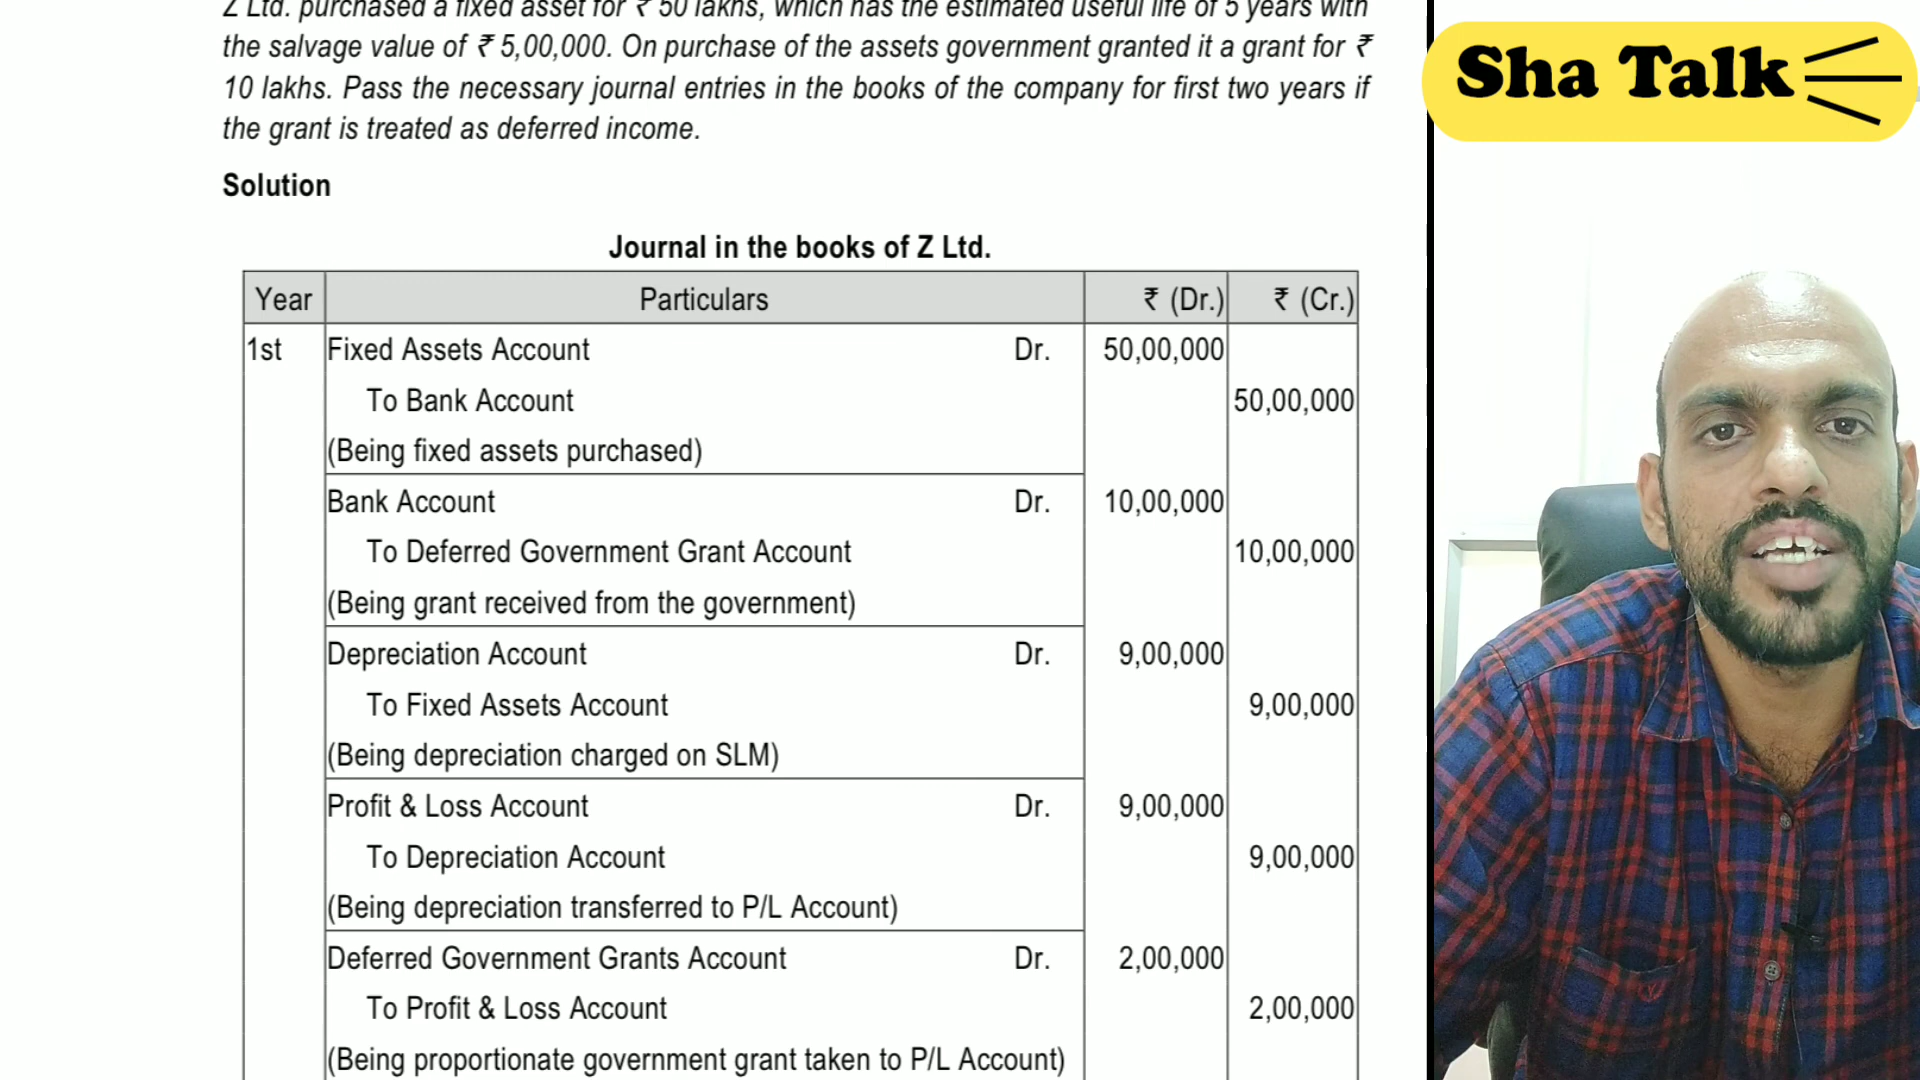 Z Ltd. purchased a fixed asset for ₹ 50 lakhs, which has the estimated useful life of 5 years with
the salvage value of ₹ 5,00,000. On purchase of the assets government granted it a grant for ₹
10 lakhs. Pass the necessary journal entries in the books of the company for first two years if
the grant is treated as deferred income.
Sha Talk
Solution
Journal in the books of Z Ltd.
Year Particulars ₹ (Dr.) ₹ (Cr.)
1st Fixed Assets Account Dr. 50,00,000
To Bank Account 50,00,000
(Being fixed assets purchased)
Bank Account Dr. 10,00,000
To Deferred Government Grant Account 10,00,000
(Being grant received from the government)
Depreciation Account Dr. 9,00,000
To Fixed Assets Account 9,00,000
(Being depreciation charged on SLM)
Profit & Loss Account Dr. 9,00,000
To Depreciation Account 9,00,000
(Being depreciation transferred to P/L Account)
Deferred Government Grants Account Dr. 2,00,000
To Profit & Loss Account 2,00,000
(Being proportionate government grant taken to P/L Account)